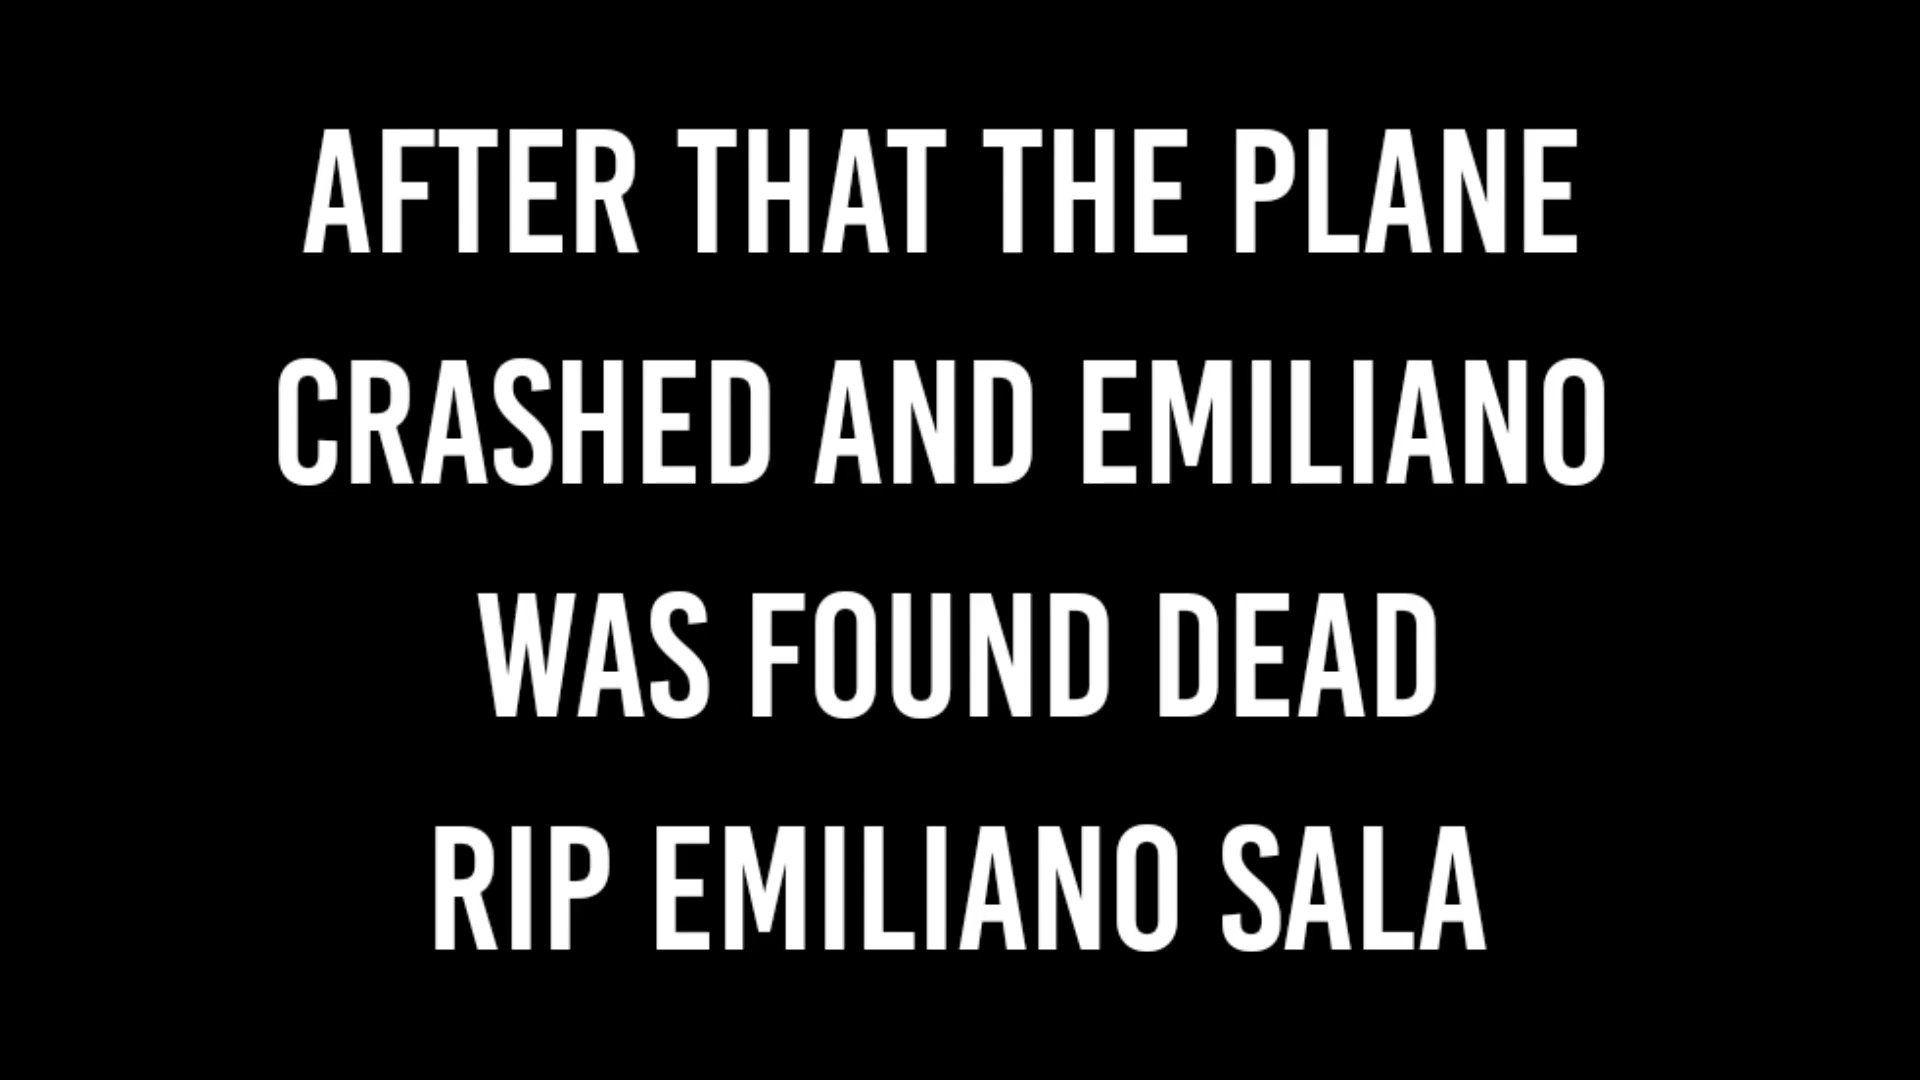 AFTER THAT THE PLANE
CRASHED AND EMILIANO
WAS FOUND DEAD
RIP EMILIANO SALA